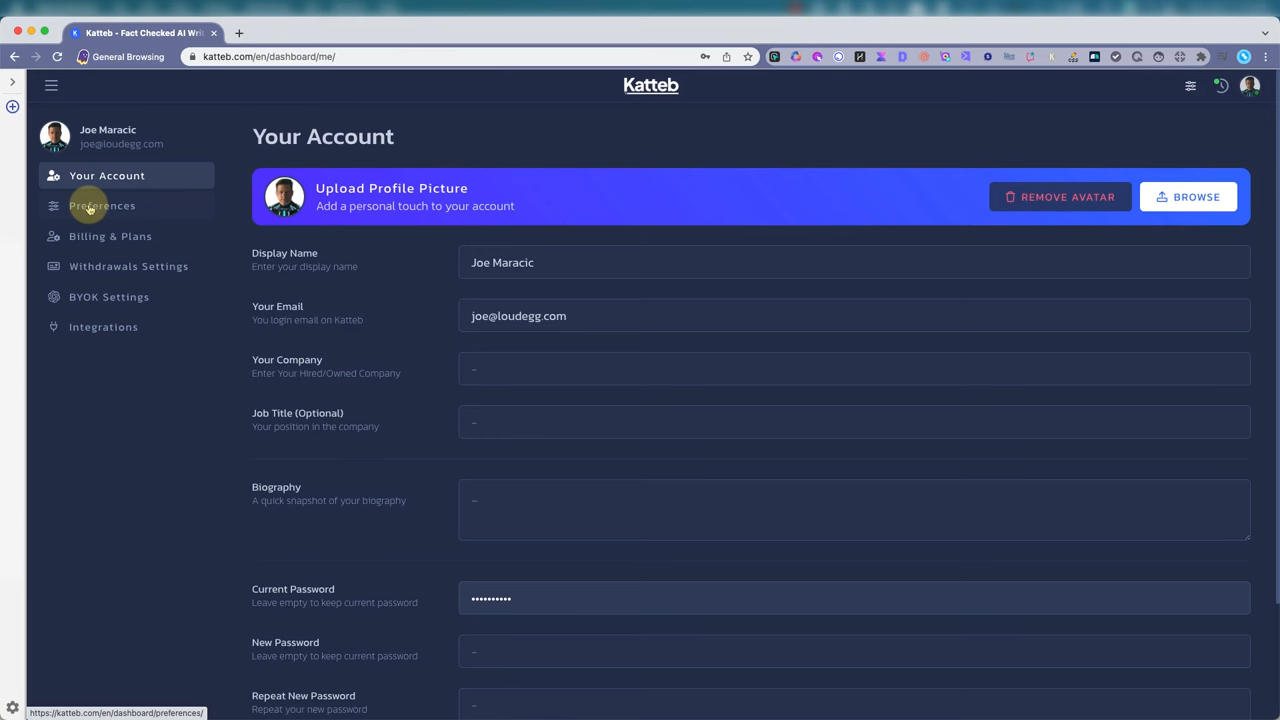 Katteb - Fact Checked AI Writ
General Browsing
katteb.com/en/dashboard/me/
Katteb
Joe Maracic
joe@loudegg.com
Your Account
Preferences
Billing & Plans
Withdrawals Settings
BYOK Settings
Integrations
Your Account
Upload Profile Picture
Add a personal touch to your account
REMOVE AVATAR
BROWSE
Display Name
Enter your display name
Joe Maracic
Your Email
You login email on Katteb
joe@loudegg.com
Your Company
Enter Your Hired/Owned Company
Job Title (Optional)
Your position in the company
Biography
A quick snapshot of your biography
Current Password
Leave empty to keep current password
••••••••••
New Password
Leave empty to keep current password
Repeat New Password
Repeat your new password
https://katteb.com/en/dashboard/preferences/